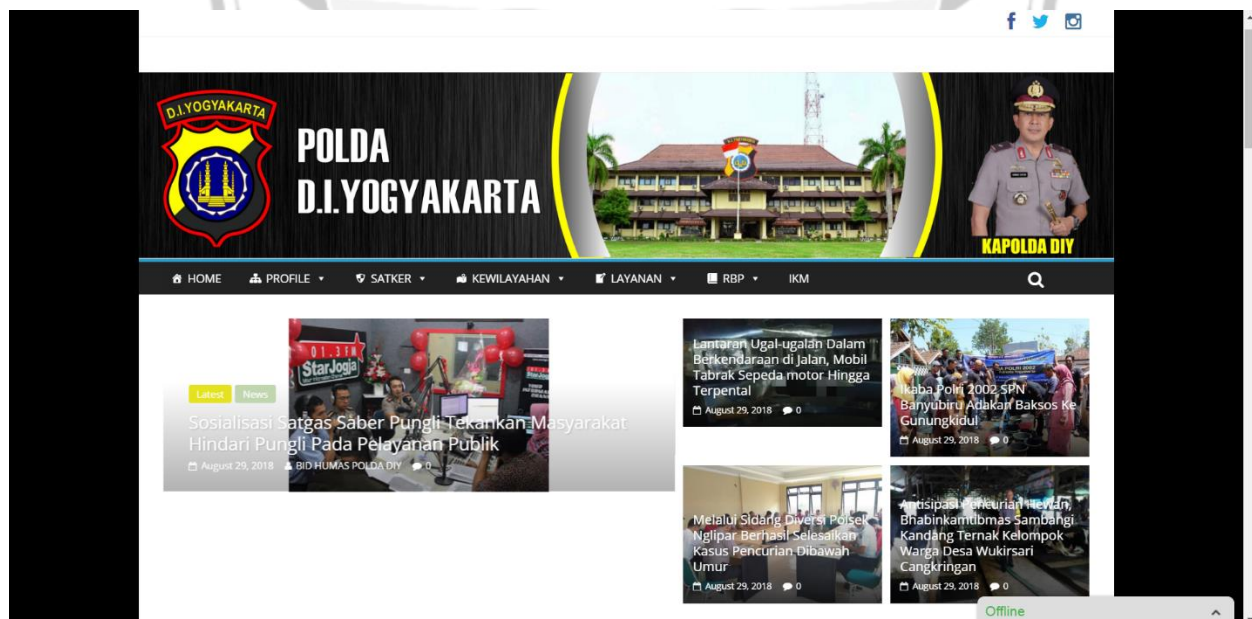 D.I.YOGYAKARTA
POLDA
D.I.YOGYAKARTA
KAPOLDA DIY
HOME PROFILE SATKER KEWILAYAHAN LAYANAN RBP IKM
01.3 FM
StarJogja
Latest News
Sosialisasi Satgas Saber Pungli Tekankan Masyarakat
Hindari Pungli Pada Pelayanan Publik
August 29, 2018 BID HUMAS POLDA DIY 0
Lantaran Ugal-ugalan Dalam
Berkendaraan di Jalan, Mobil
Tabrak Sepeda motor Hingga
Terpental
August 29, 2018 0
Ikaba Polri 2002 SPN
Banyubiru Adakan Baksos Ke
Gunungkidul
August 29, 2018 0
Melalui Sidang Diversi Polsek
Nglipar Berhasil Selesaikan
Kasus Pencurian Dibawah
Umur
August 29, 2018 0
Antisipasi Pencurian Hewan,
Bhabinkamtibmas Sambangi
Kandang Ternak Kelompok
Warga Desa Wukirsari
Cangkringan
August 29, 2018 0
Offline